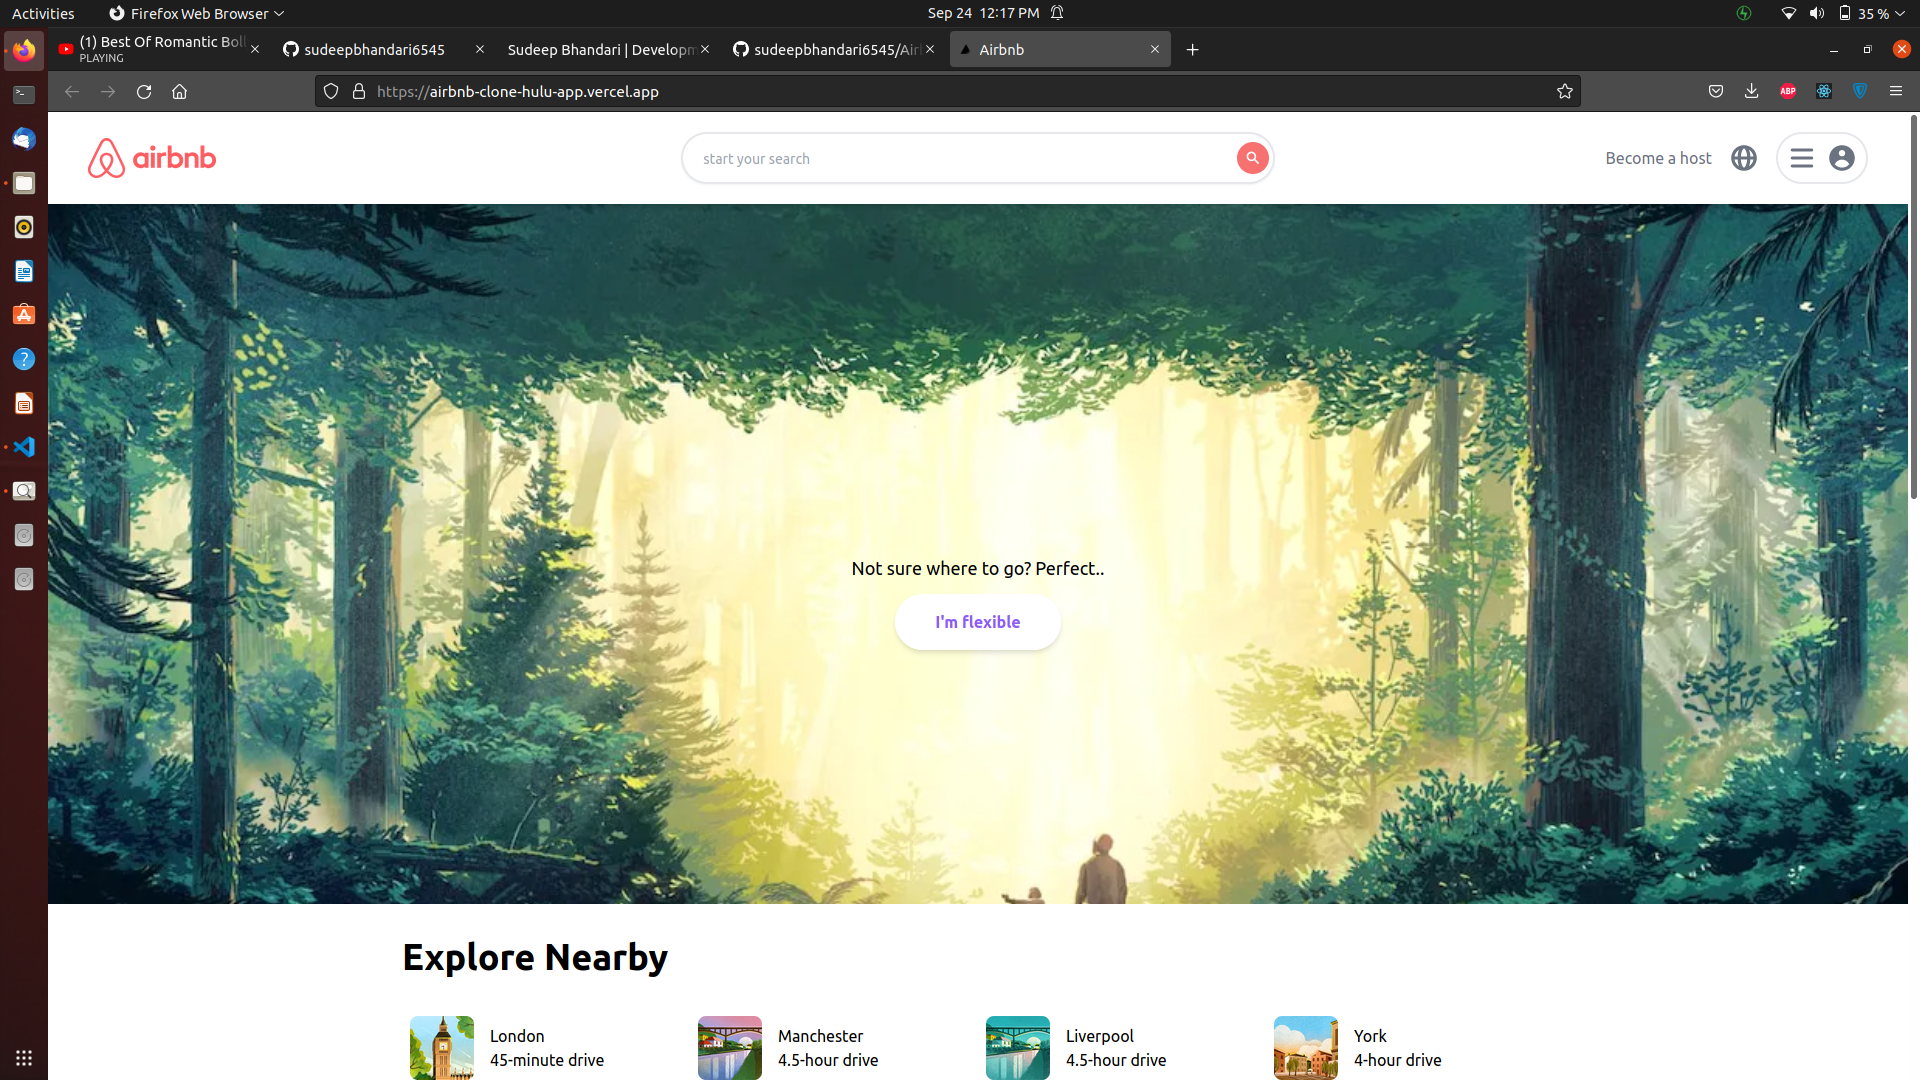 Activities
Firefox Web Browser
Sep 24 12:17 PM
35 %
(1) Best Of Romantic Boll
PLAYING
sudeepbhandari6545
Sudeep Bhandari | Developm
sudeepbhandari6545/Air
Airbnb
https://airbnb-clone-hulu-app.vercel.app
ABP
airbnb
start your search
Become a host
Not sure where to go? Perfect..
I'm flexible
Explore Nearby
London
45-minute drive
Manchester
4.5-hour drive
Liverpool
4.5-hour drive
York
4-hour drive